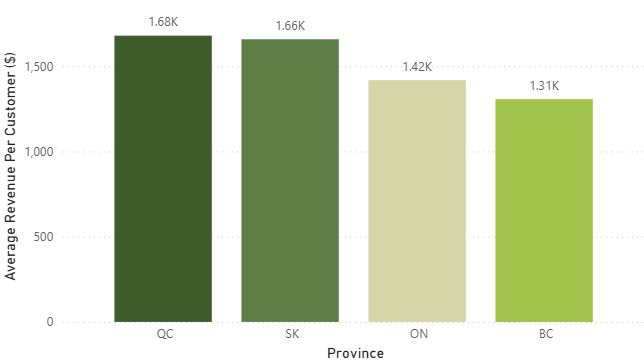 Average Revenue Per Customer ($)
1.68K
1.66K
1.42K
1.31K
1,500
1,000
500
0
QC
SK
ON
BC
Province